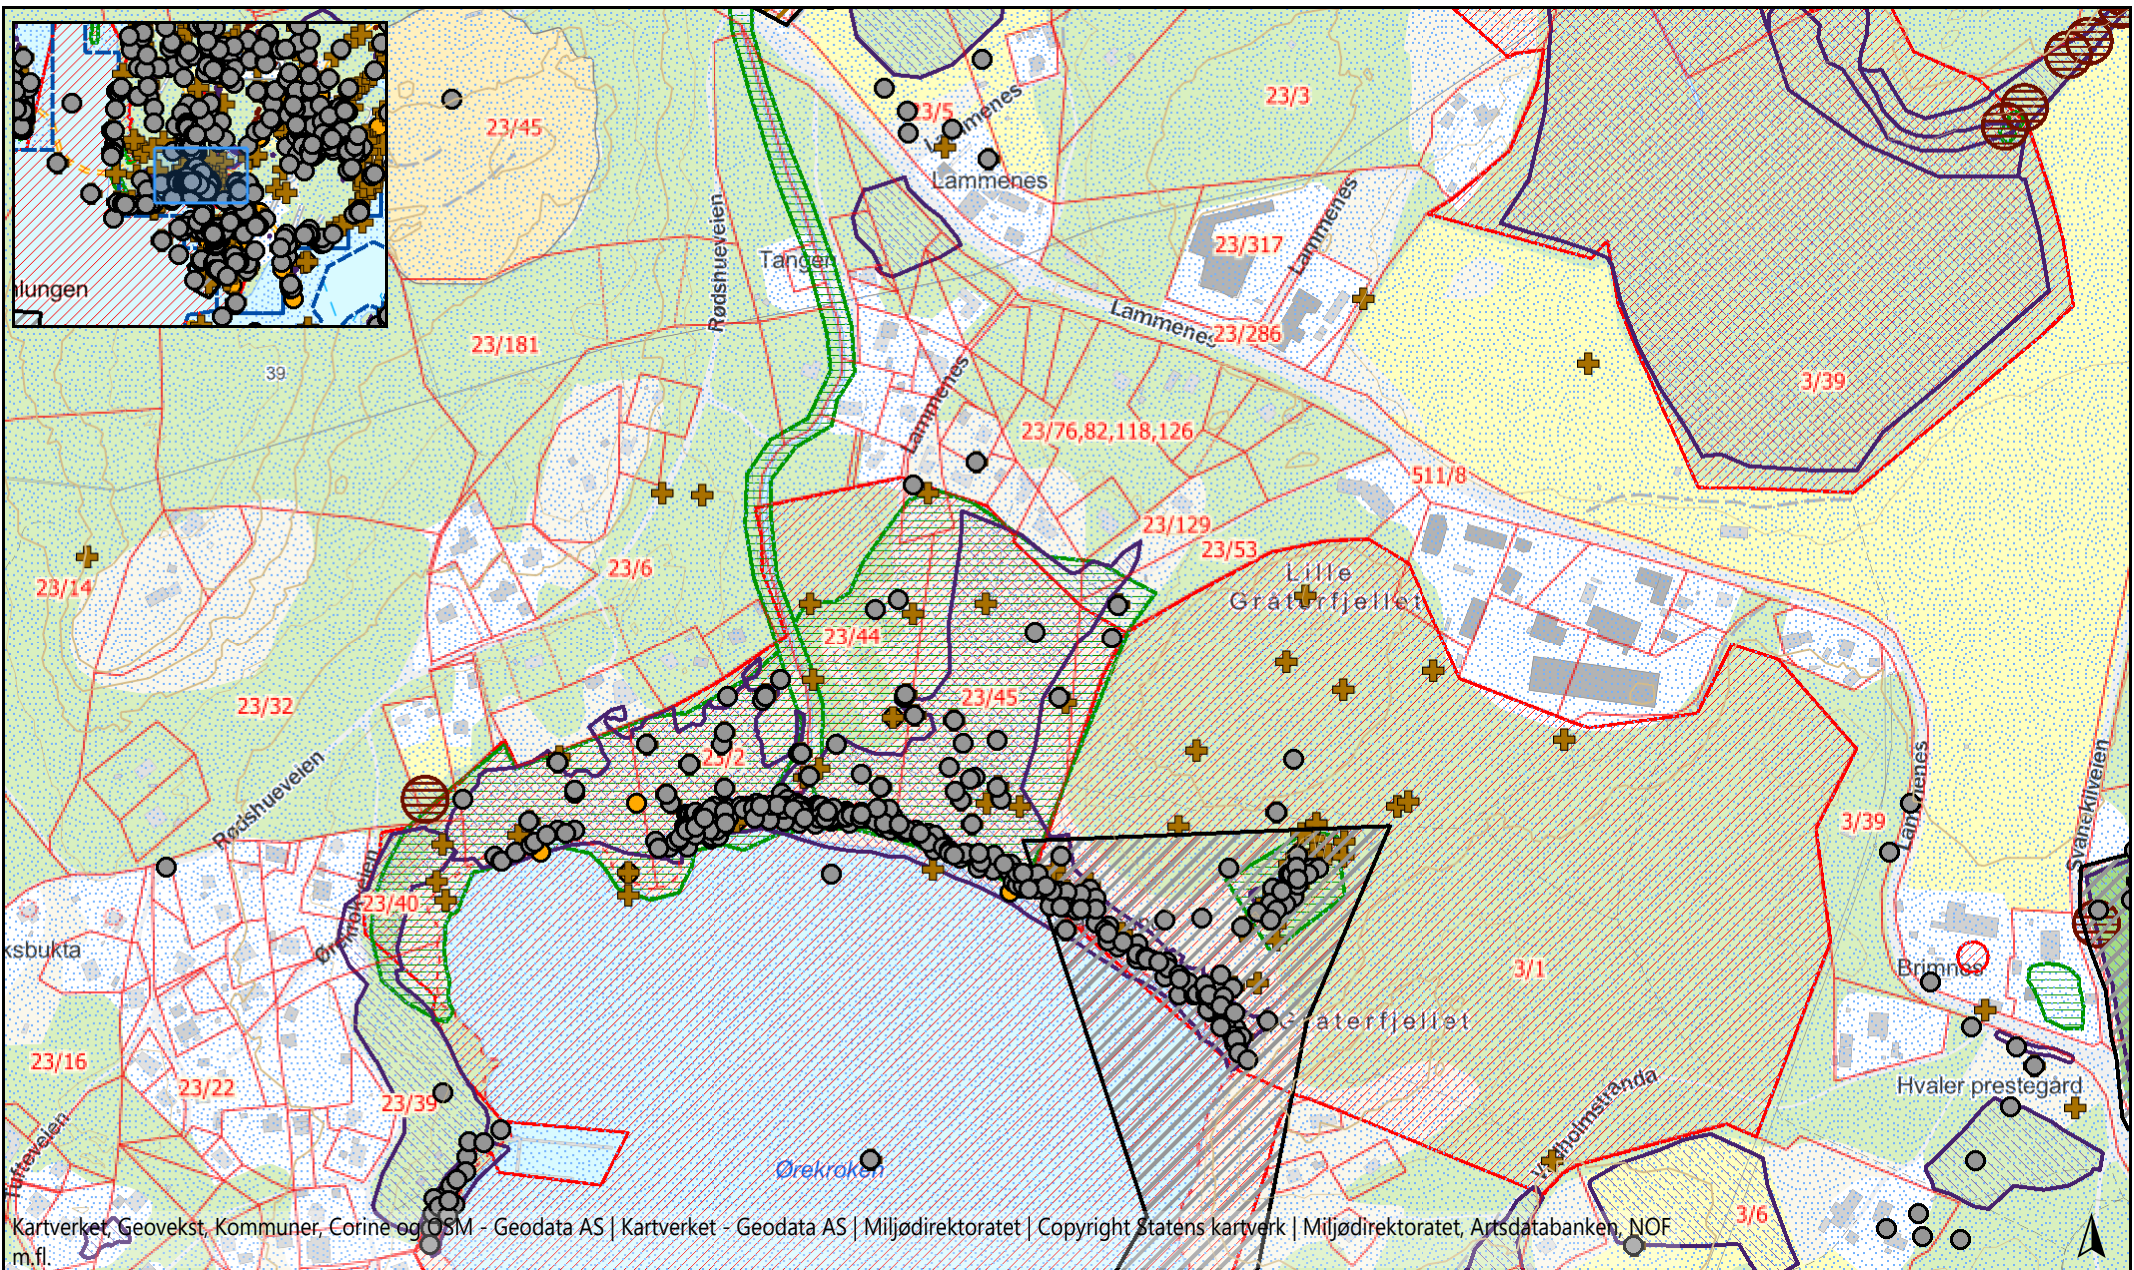 23/45
23/5
Lammenes
23/3
Lammenes
Rødshueveien
Lammenes
23/317
Tangen
lungen
Lammenes
23/286
23/181
39
3/39
Lammenes
23/76,82,118,126
511/8
23/129
23/53
23/14
23/6
Lille
Gråterfjellet
23/44
23/45
23/32
23/2
Rødshueveien
3/39
Lammenes
Svanekilveien
23/40
ksbukta
Brimnes
3/1
Gråterfjellet
23/16
23/22
23/39
Hvaler prestegard
Tufteveien
Ørekroken
3/6
Kartverket, Geovekst, Kommuner, Corine og OSM - Geodata AS | Kartverket - Geodata AS | Miljødirektoratet | Copyright Statens kartverk | Miljødirektoratet, Artsdatabanken, NOF
m.fl.